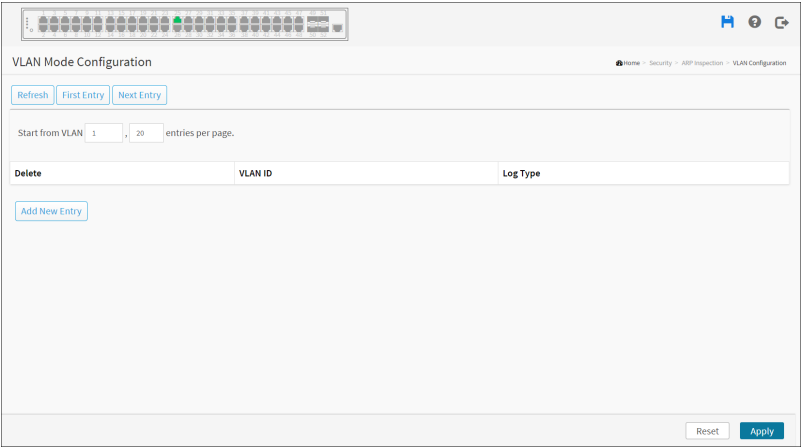 VLAN Mode Configuration
Home > Security > ARP Inspection > VLAN Configuration
Refresh First Entry Next Entry
Start from VLAN 1 , 20 entries per page.
Delete VLAN ID Log Type
Add New Entry
Reset Apply